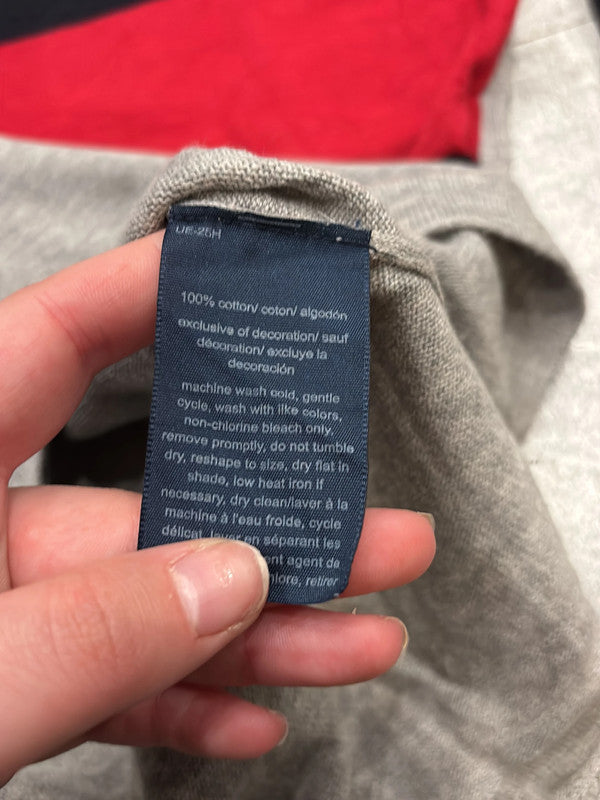 UE-25H
100% cotton/ coton/ algodón
exclusive of decoration/ sauf
décoration/ excluye la
decoración
machine wash cold, gentle
cycle, wash with like colors,
non-chlorine bleach only,
remove promptly, do not tumble
dry, reshape to size, dry flat in
shade, low heat iron if
necessary, dry clean/laver à la
machine à l'eau froide, cycle
en séparant les
agent de
retirer